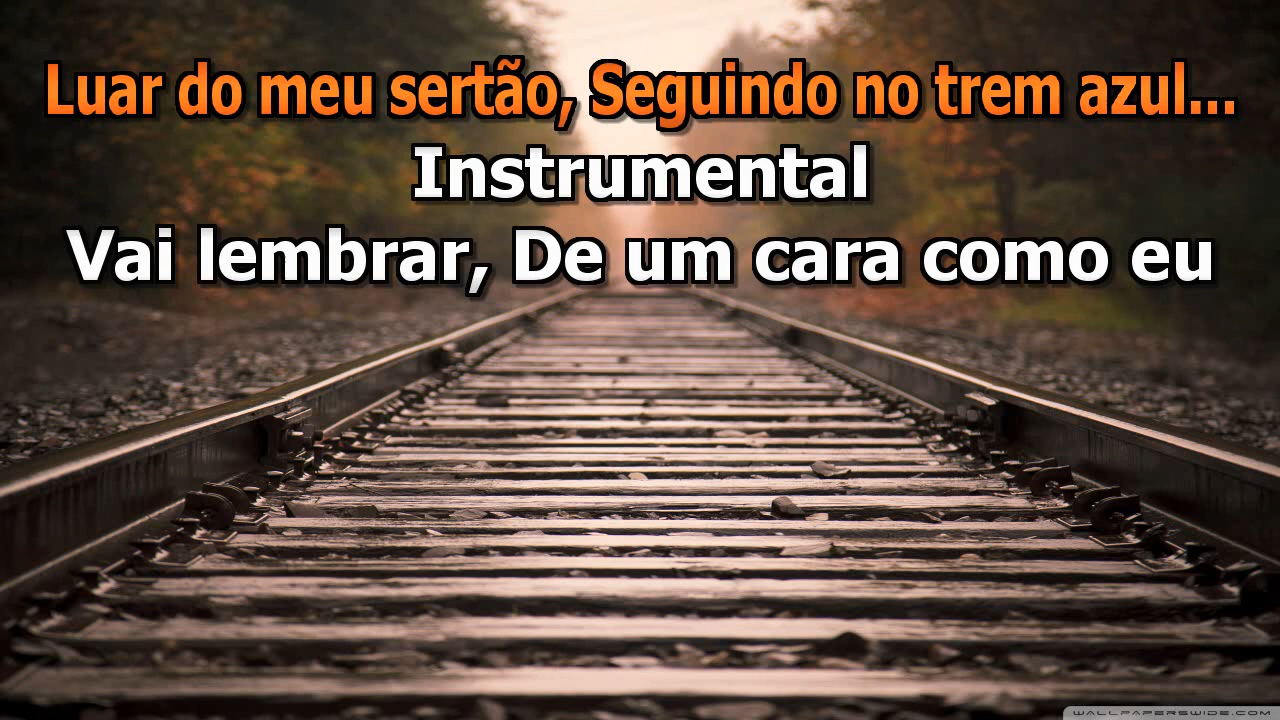 Luar do meu sertão, Seguindo no trem azul...
Instrumental
Vai lembrar, De um cara como eu
WALLPAPERSWIDE.COM